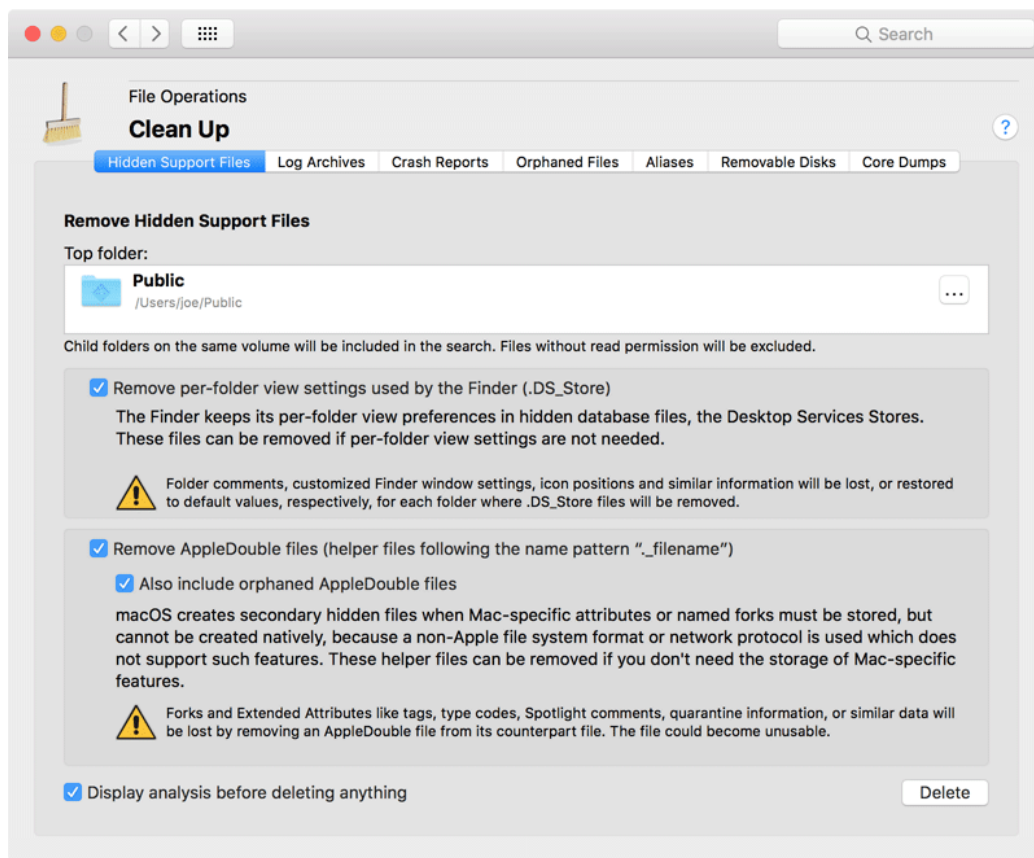 Search
File Operations
Clean Up
?
Hidden Support Files Log Archives Crash Reports Orphaned Files Aliases Removable Disks Core Dumps
Remove Hidden Support Files
Top folder:
Public
/Users/joe/Public
...
Child folders on the same volume will be included in the search. Files without read permission will be excluded.
Remove per-folder view settings used by the Finder (.DS_Store)
The Finder keeps its per-folder view preferences in hidden database files, the Desktop Services Stores.
These files can be removed if per-folder view settings are not needed.
Folder comments, customized Finder window settings, icon positions and similar information will be lost, or restored
to default values, respectively, for each folder where .DS_Store files will be removed.
Remove AppleDouble files (helper files following the name pattern “._filename”)
Also include orphaned AppleDouble files
macOS creates secondary hidden files when Mac-specific attributes or named forks must be stored, but
cannot be created natively, because a non-Apple file system format or network protocol is used which does
not support such features. These helper files can be removed if you don't need the storage of Mac-specific
features.
Forks and Extended Attributes like tags, type codes, Spotlight comments, quarantine information, or similar data will
be lost by removing an AppleDouble file from its counterpart file. The file could become unusable.
Display analysis before deleting anything
Delete